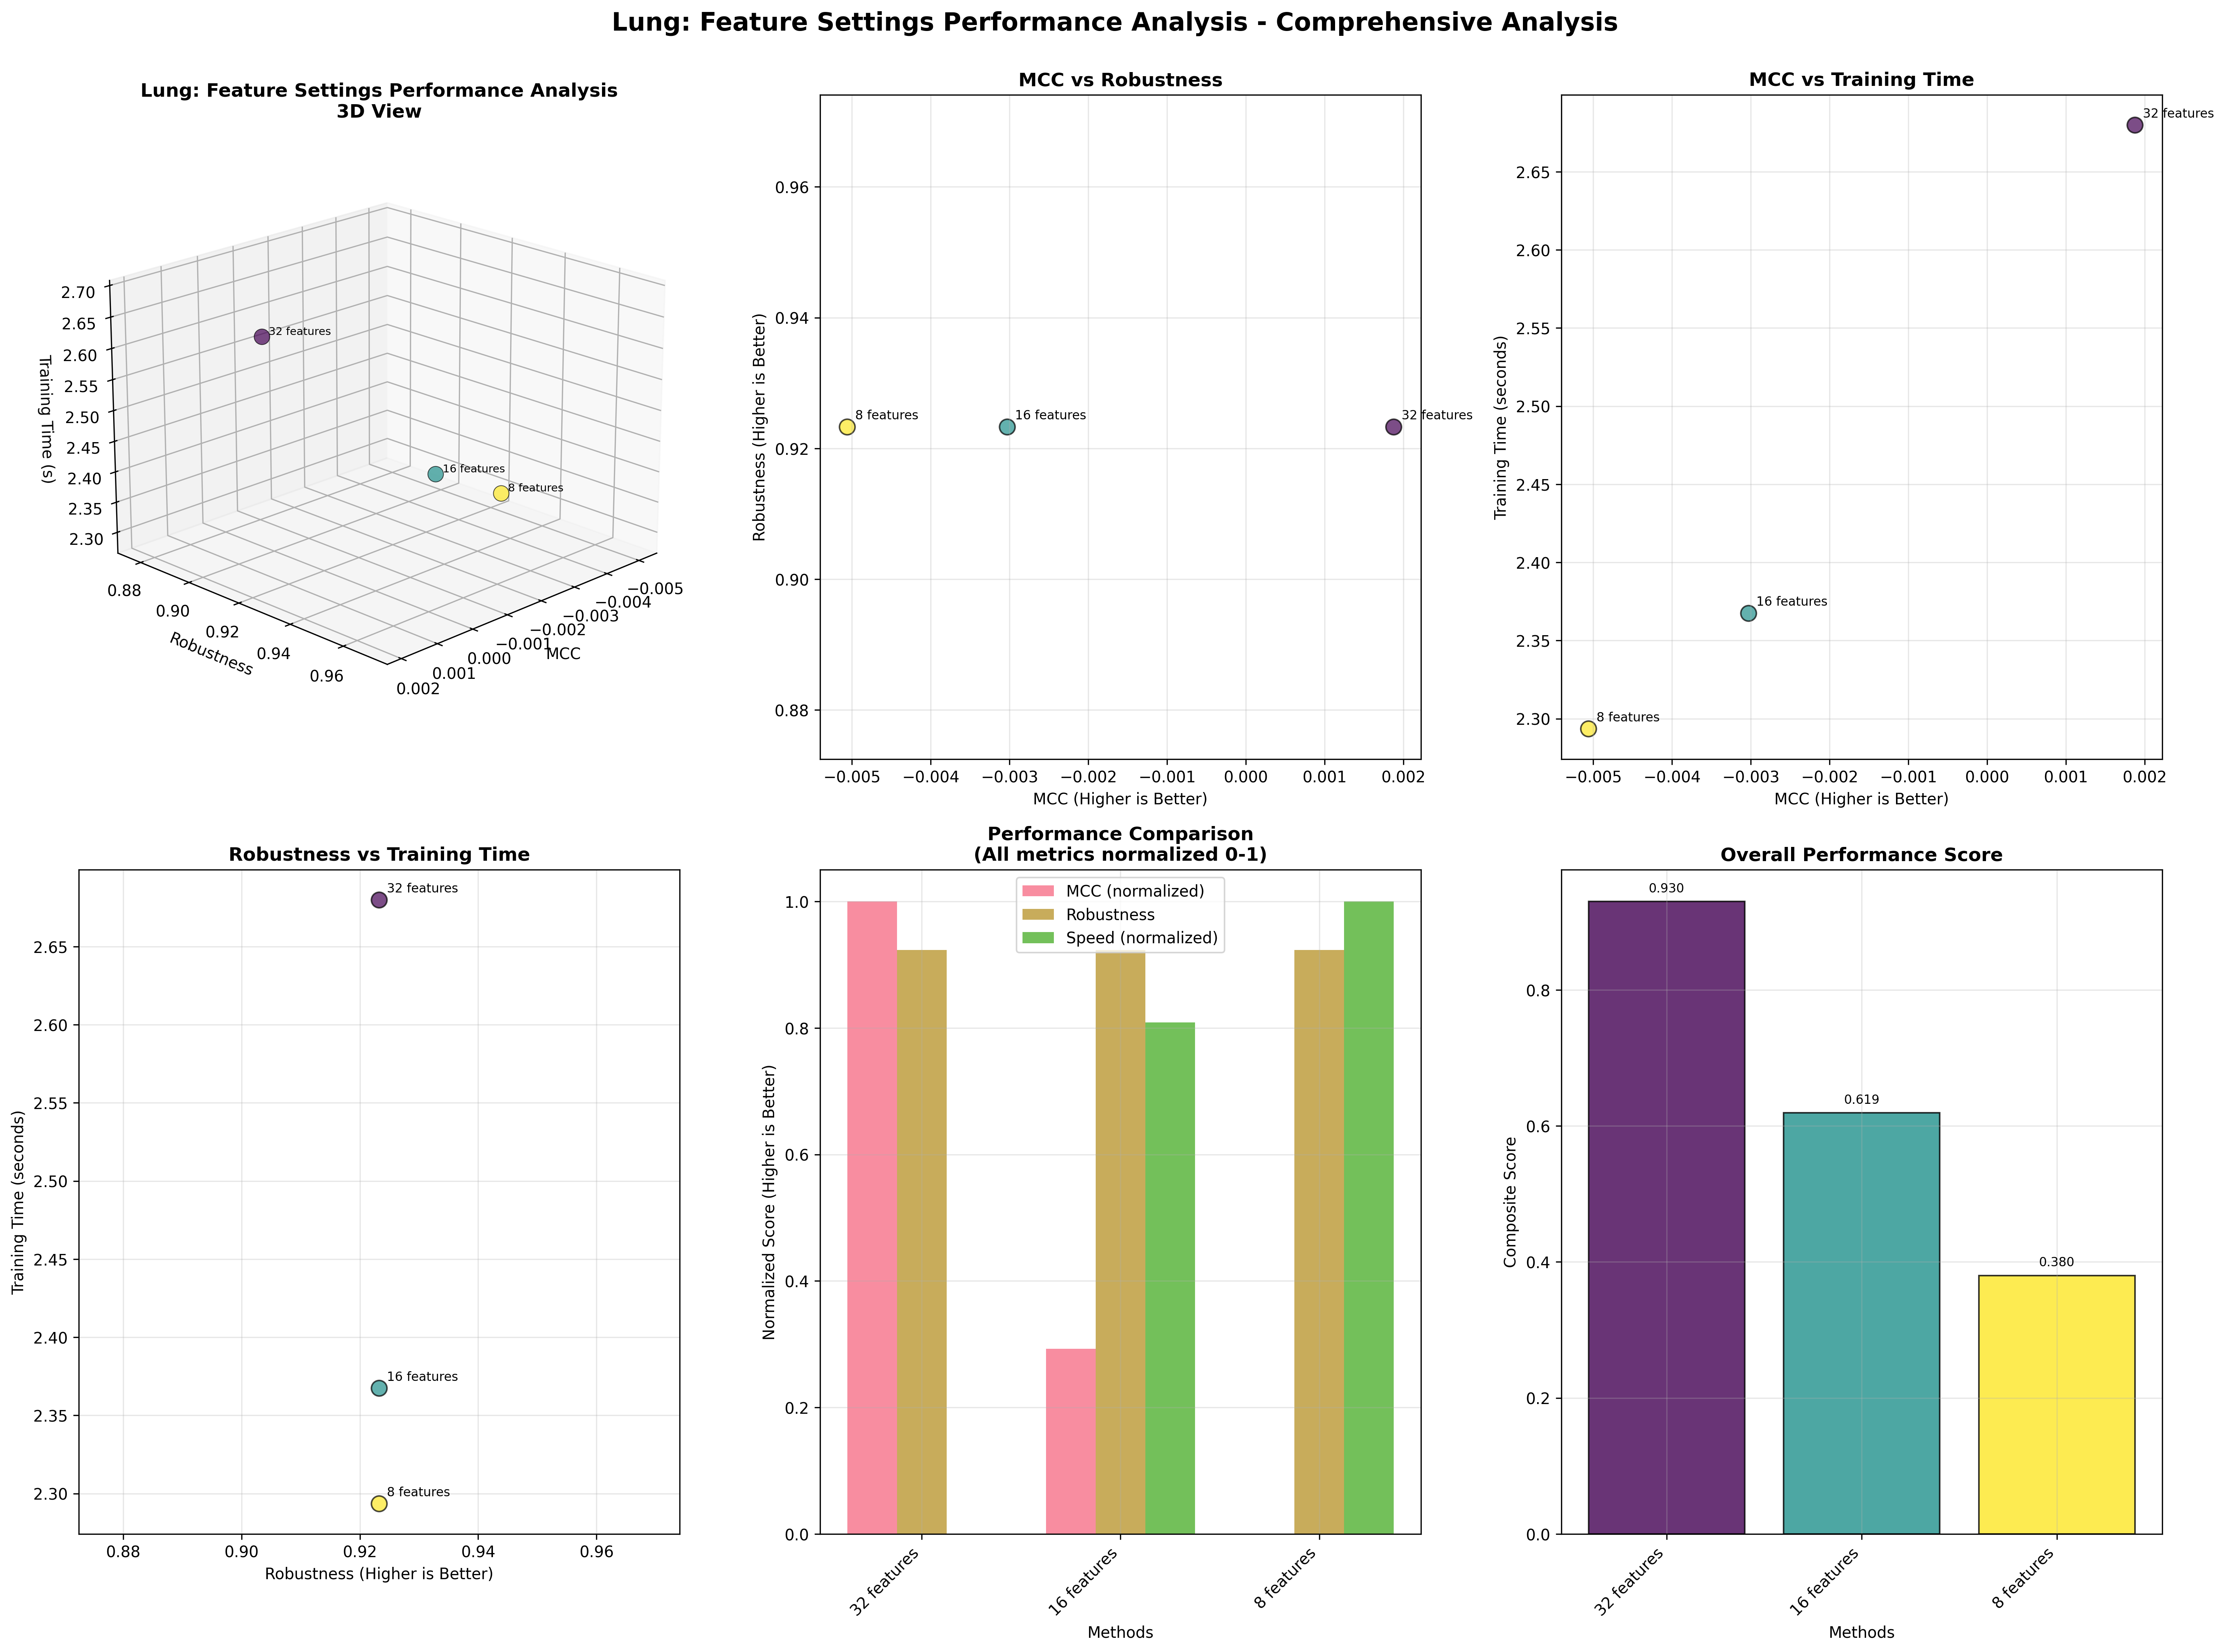 Lung: Feature Settings Performance Analysis - Comprehensive Analysis
Lung: Feature Settings Performance Analysis
3D View
2.70
2.65
2.60
2.55
2.50
2.45
2.40
2.35
2.30
Training Time (s)
32 features
16 features
8 features
0.88
0.90
0.92
0.94
0.96
Robustness
−0.005
−0.004
−0.003
−0.002
−0.001
0.000
0.001
0.002
MCC
MCC vs Robustness
0.96
0.94
0.92
0.90
0.88
Robustness (Higher is Better)
8 features
16 features
32 features
−0.005 −0.004 −0.003 −0.002 −0.001 0.000 0.001 0.002
MCC (Higher is Better)
MCC vs Training Time
2.65
2.60
2.55
2.50
2.45
2.40
2.35
2.30
Training Time (seconds)
32 features
16 features
8 features
−0.005 −0.004 −0.003 −0.002 −0.001 0.000 0.001 0.002
MCC (Higher is Better)
Robustness vs Training Time
2.65
2.60
2.55
2.50
2.45
2.40
2.35
2.30
Training Time (seconds)
32 features
16 features
8 features
0.88 0.90 0.92 0.94 0.96
Robustness (Higher is Better)
Performance Comparison
(All metrics normalized 0-1)
MCC (normalized)
Robustness
Speed (normalized)
1.0
0.8
0.6
0.4
0.2
0.0
Normalized Score (Higher is Better)
32 features
16 features
8 features
Methods
Overall Performance Score
0.930
0.619
0.380
0.8
0.6
0.4
0.2
0.0
Composite Score
32 features
16 features
8 features
Methods